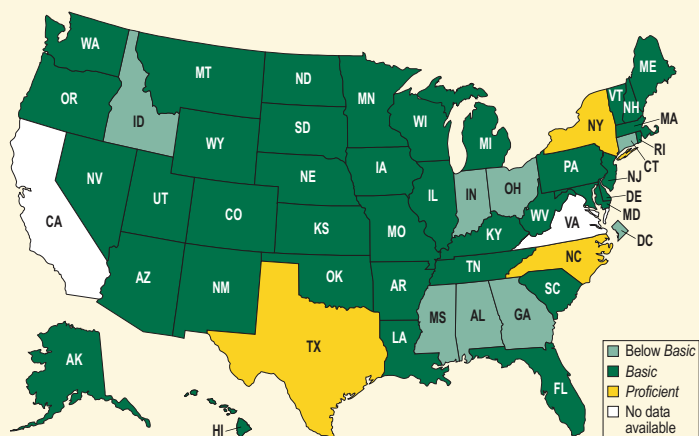 WA
MT
ND
MN
ME
VT
NH
OR
ID
SD
WI
MI
NY
MA
RI
CT
WY
IA
PA
NJ
NE
IN
OH
DE
NV
UT
CO
IL
WV
MD
VA
DC
CA
KS
MO
KY
AZ
NM
OK
AR
TN
NC
SC
MS
AL
GA
TX
LA
AK
FL
HI
Below Basic
Basic
Proficient
No data
available